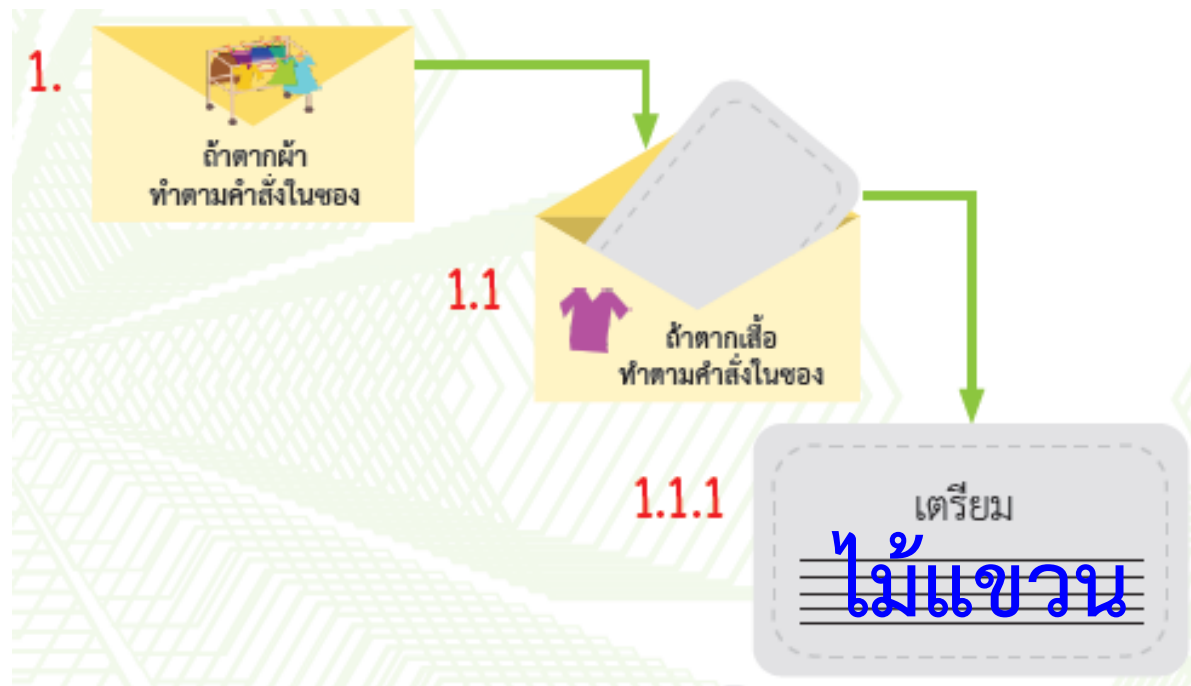 1.
ถ้าตากผ้า
ทำตามคำสั่งในซอง
1.1
ถ้าตากเสื้อ
ทำตามคำสั่งในซอง
1.1.1
เตรียม
ไม้แขวน